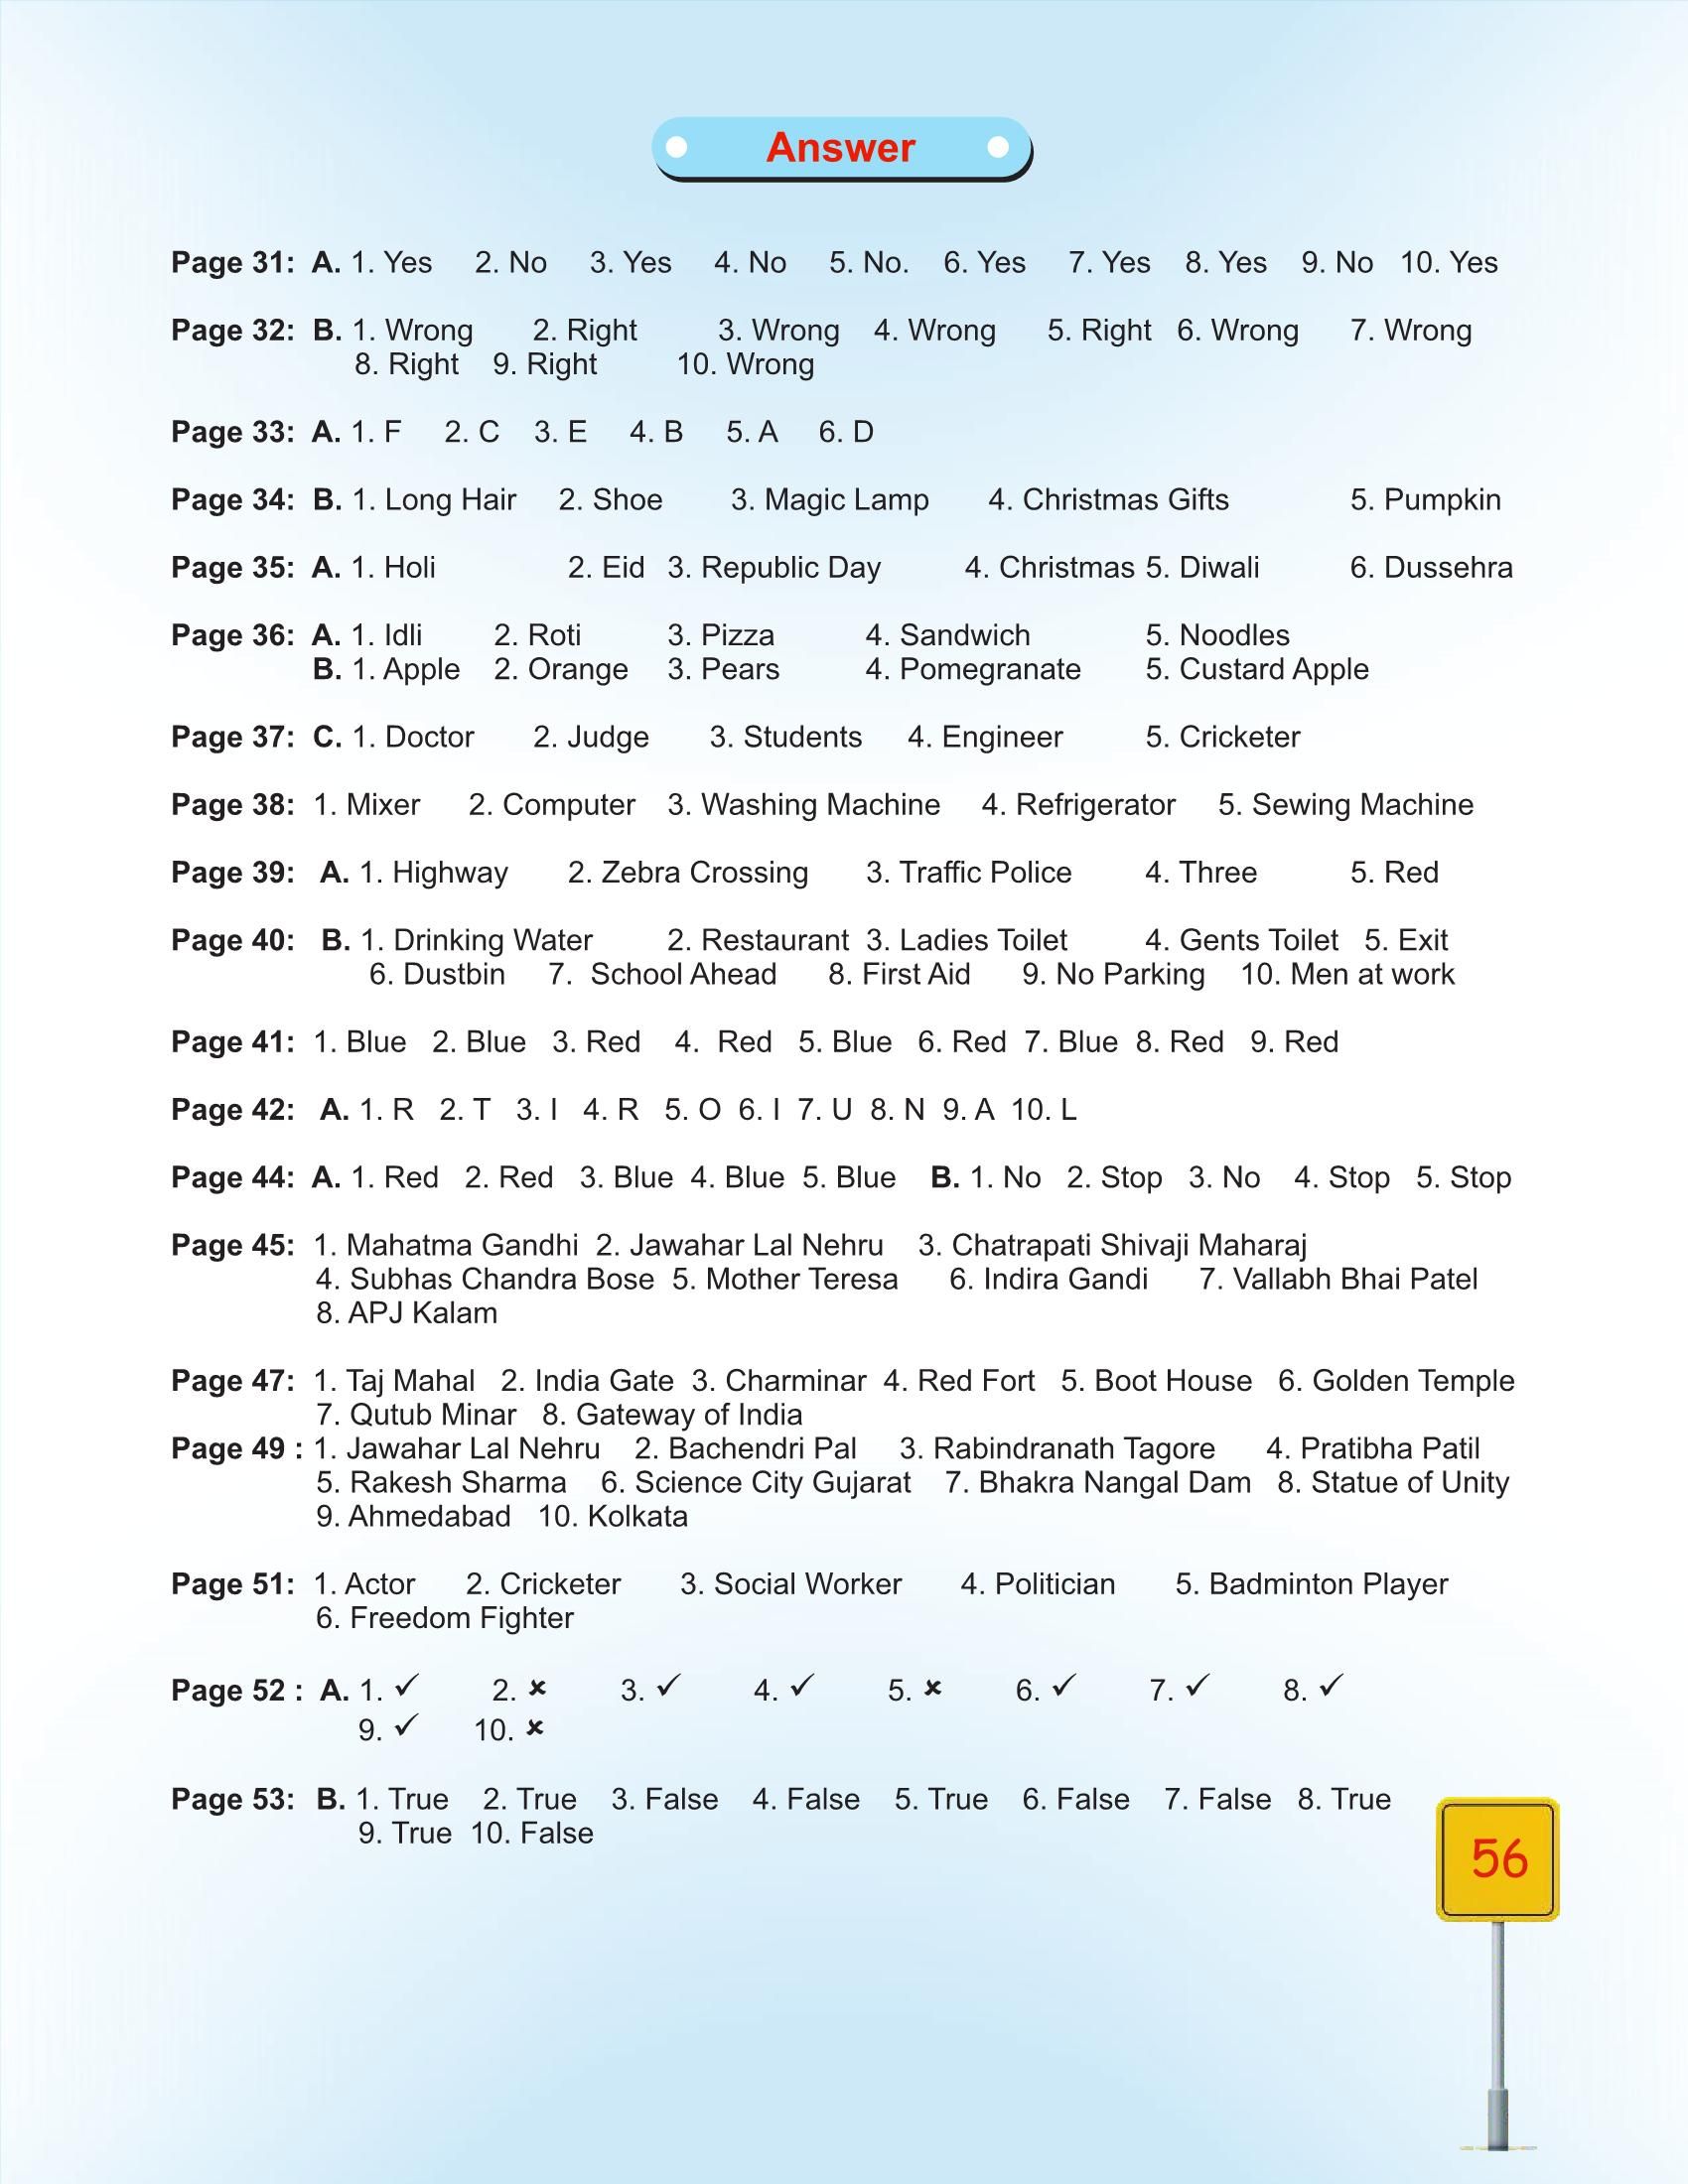 Answer
Page 31: A. 1. Yes 2. No 3. Yes 4. No 5. No. 6. Yes 7. Yes 8. Yes 9. No 10. Yes
Page 32: B. 1. Wrong 2. Right 3. Wrong 4. Wrong 5. Right 6. Wrong 7. Wrong
8. Right 9. Right 10. Wrong
Page 33: A. 1. F 2. C 3. E 4. B 5. A 6. D
Page 34: B. 1. Long Hair 2. Shoe 3. Magic Lamp 4. Christmas Gifts 5. Pumpkin
Page 35: A. 1. Holi 2. Eid 3. Republic Day 4. Christmas 5. Diwali 6. Dussehra
Page 36: A. 1. Idli 2. Roti 3. Pizza 4. Sandwich 5. Noodles
B. 1. Apple 2. Orange 3. Pears 4. Pomegranate 5. Custard Apple
Page 37: C. 1. Doctor 2. Judge 3. Students 4. Engineer 5. Cricketer
Page 38: 1. Mixer 2. Computer 3. Washing Machine 4. Refrigerator 5. Sewing Machine
Page 39: A. 1. Highway 2. Zebra Crossing 3. Traffic Police 4. Three 5. Red
Page 40: B. 1. Drinking Water 2. Restaurant 3. Ladies Toilet 4. Gents Toilet 5. Exit
6. Dustbin 7. School Ahead 8. First Aid 9. No Parking 10. Men at work
Page 41: 1. Blue 2. Blue 3. Red 4. Red 5. Blue 6. Red 7. Blue 8. Red 9. Red
Page 42: A. 1. R 2. T 3. I 4. R 5. O 6. I 7. U 8. N 9. A 10. L
Page 44: A. 1. Red 2. Red 3. Blue 4. Blue 5. Blue B. 1. No 2. Stop 3. No 4. Stop 5. Stop
Page 45: 1. Mahatma Gandhi 2. Jawahar Lal Nehru 3. Chatrapati Shivaji Maharaj
4. Subhas Chandra Bose 5. Mother Teresa 6. Indira Gandi 7. Vallabh Bhai Patel
8. APJ Kalam
Page 47: 1. Taj Mahal 2. India Gate 3. Charminar 4. Red Fort 5. Boot House 6. Golden Temple
7. Qutub Minar 8. Gateway of India
Page 49 : 1. Jawahar Lal Nehru 2. Bachendri Pal 3. Rabindranath Tagore 4. Pratibha Patil
5. Rakesh Sharma 6. Science City Gujarat 7. Bhakra Nangal Dam 8. Statue of Unity
9. Ahmedabad 10. Kolkata
Page 51: 1. Actor 2. Cricketer 3. Social Worker 4. Politician 5. Badminton Player
6. Freedom Fighter
Page 52 : A. 1. ✓ 2. ✘ 3. ✓ 4. ✓ 5. ✘ 6. ✓ 7. ✓ 8. ✓
9. ✓ 10. ✘
Page 53: B. 1. True 2. True 3. False 4. False 5. True 6. False 7. False 8. True
9. True 10. False
56